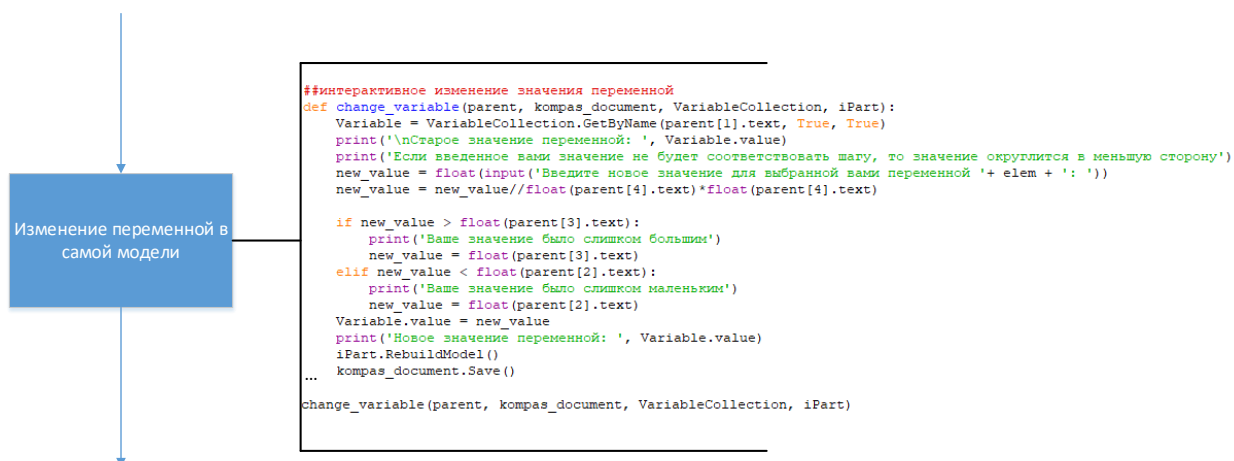 Изменение переменной в
самой модели
##интерактивное изменение значения переменной
def change_variable(parent, kompas_document, VariableCollection, iPart):
    Variable = VariableCollection.GetByName(parent[1].text, True, True)
    print('\nСтарое значение переменной: ', Variable.value)
    print('Если введенное вами значение не будет соответствовать шагу, то значение округлится в меньшую сторону')
    new_value = float(input('Введите новое значение для выбранной вами переменной '+ elem + ': '))
    new_value = new_value//float(parent[4].text)*float(parent[4].text)
    if new_value > float(parent[3].text):
        print('Ваше значение было слишком большим')
        new_value = float(parent[3].text)
    elif new_value < float(parent[2].text):
        print('Ваше значение было слишком маленьким')
        new_value = float(parent[2].text)
    Variable.value = new_value
    print('Новое значение переменной: ', Variable.value)
    iPart.RebuildModel()
    kompas_document.Save()
...
change_variable(parent, kompas_document, VariableCollection, iPart)